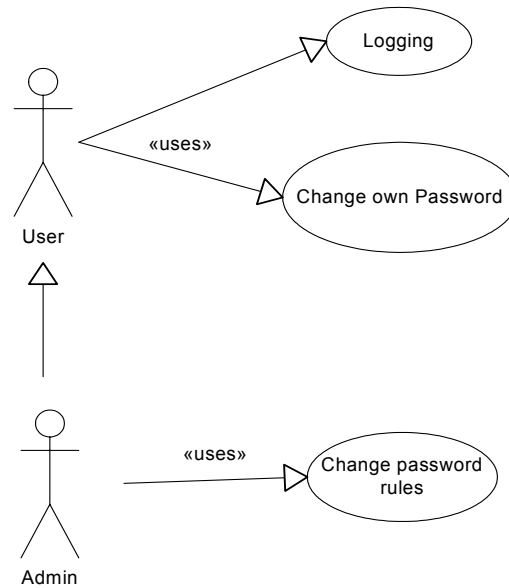 Logging
«uses»
Change own Password
User
«uses»
Change password
rules
Admin